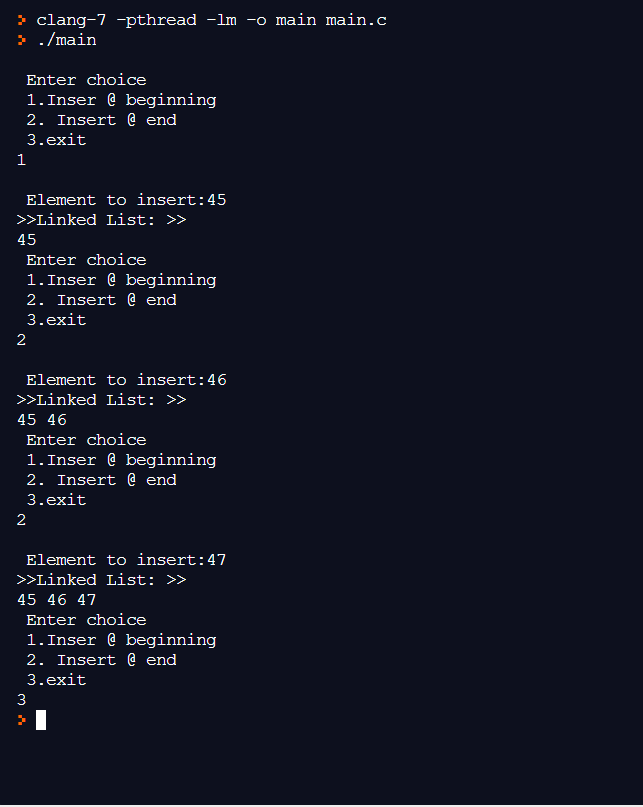 > clang-7 -pthread -lm -o main main.c
> ./main
Enter choice
1.Inser @ beginning
2. Insert @ end
3.exit
1
Element to insert:45
>>Linked List: >>
45
Enter choice
1.Inser @ beginning
2. Insert @ end
3.exit
2
Element to insert:46
>>Linked List: >>
45 46
Enter choice
1.Inser @ beginning
2. Insert @ end
3.exit
2
Element to insert:47
>>Linked List: >>
45 46 47
Enter choice
1.Inser @ beginning
2. Insert @ end
3.exit
3
>